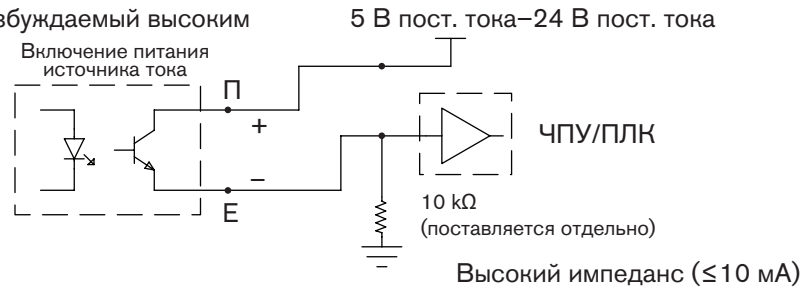 збуждаемый высоким
5 В пост. тока–24 В пост. тока
Включение питания
источника тока
П
+
ЧПУ/ПЛК
–
E
10 kΩ
(поставляется отдельно)
Высокий импеданс (≤10 мА)